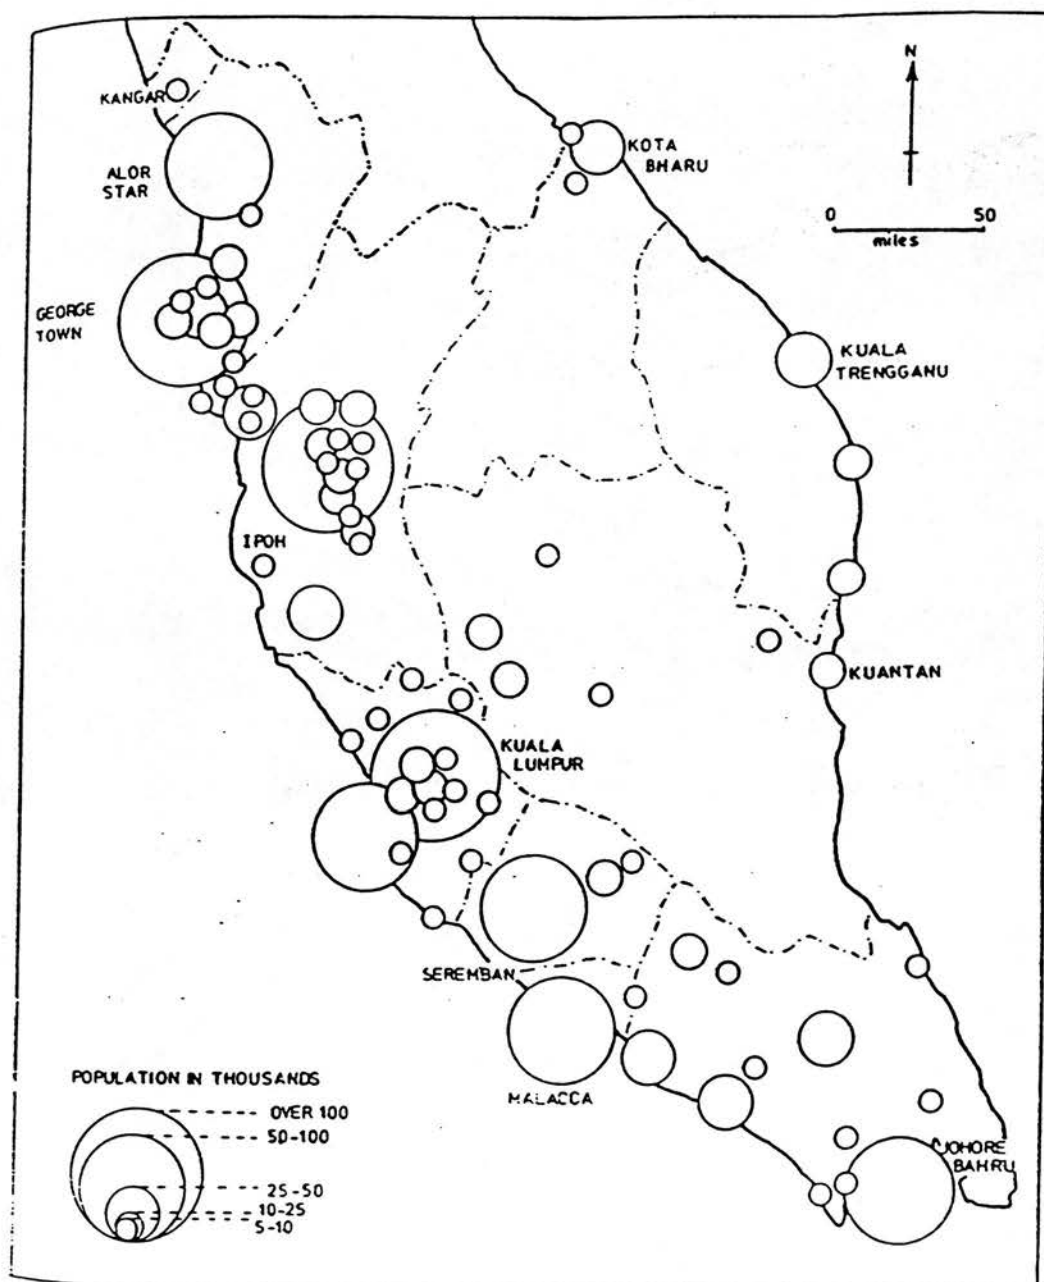 N
KANGAR
ALOR
STAR
KOTA
BHARU
0 50
miles
GEORGE
TOWN
KUALA
TRENGGANU
IPOH
KUANTAN
KUALA
LUMPUR
SEREMBAN
MALACCA
JOHORE
BAHRU
POPULATION IN THOUSANDS
OVER 100
50-100
25-50
10-25
5-10